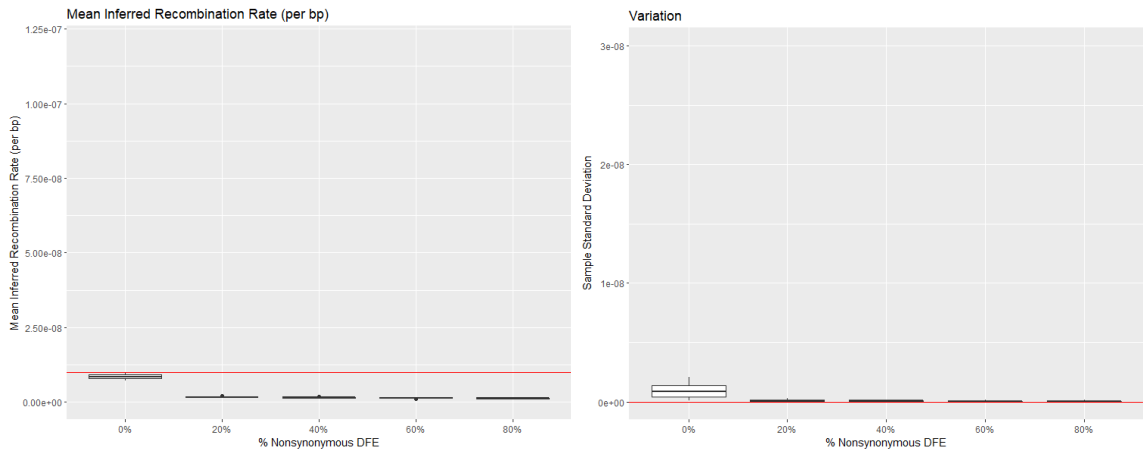 Mean Inferred Recombination Rate (per bp)
Mean Inferred Recombination Rate (per bp)
1.25e-07
1.00e-07
7.50e-08
5.00e-08
2.50e-08
0.00e+00
0% 20% 40% 60% 80%
% Nonsynonymous DFE
Variation
Sample Standard Deviation
3e-08
2e-08
1e-08
0e+00
0% 20% 40% 60% 80%
% Nonsynonymous DFE